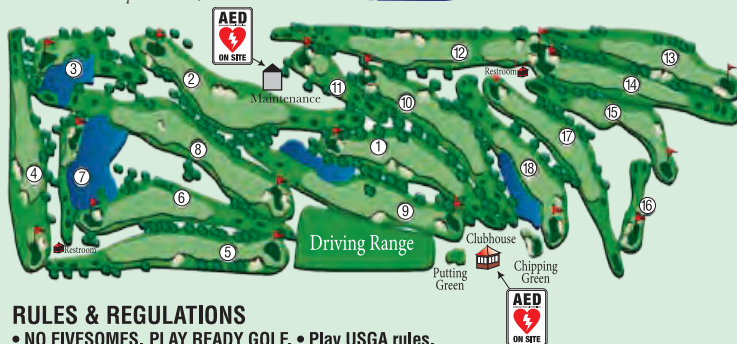 AED
ON SITE
Maintenance
3
2
11
12
13
Restroom
10
14
15
4
7
8
1
17
18
6
9
16
5
Restroom
Driving Range
Clubhouse
Putting
Green
Chipping
Green
AED
ON SITE
RULES & REGULATIONS
• NO FIVESOMES. PLAY READY GOLF. • Play USGA rules.